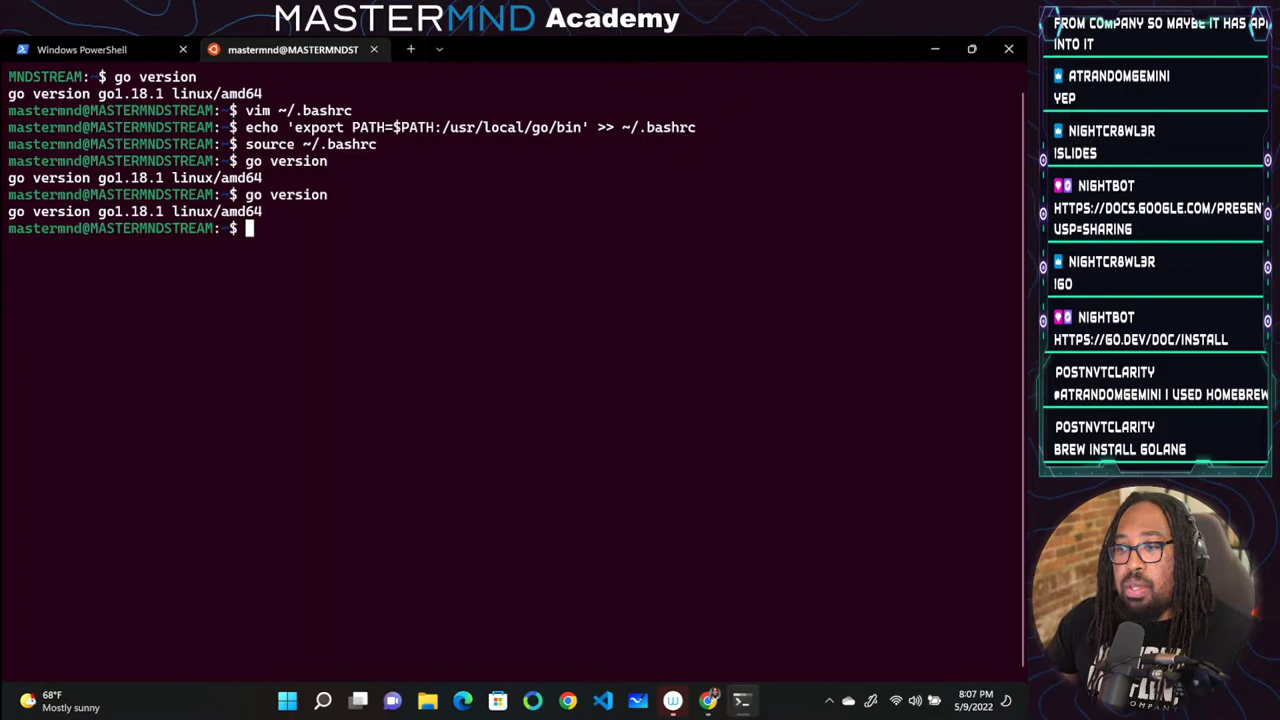 MASTERMND Academy
Windows PowerShell
mastermnd@MASTERMNDST
MNDSTREAM:~$ go version
go version go1.18.1 linux/amd64
mastermnd@MASTERMNDSTREAM:~$ vim ~/.bashrc
mastermnd@MASTERMNDSTREAM:~$ echo 'export PATH=$PATH:/usr/local/go/bin' >> ~/.bashrc
mastermnd@MASTERMNDSTREAM:~$ source ~/.bashrc
mastermnd@MASTERMNDSTREAM:~$ go version
go version go1.18.1 linux/amd64
mastermnd@MASTERMNDSTREAM:~$ go version
go version go1.18.1 linux/amd64
mastermnd@MASTERMNDSTREAM:~$
FROM COMPANY SO MAYBE IT HAS AP
INTO IT
ATRANDOMGEMINI
YEP
N!GHTCR8WL3R
!SLIDES
NIGHTBOT
HTTPS://DOCS.GOOGLE.COM/PRESEN
USP=SHARING
N!GHTCR8WL3R
!GO
NIGHTBOT
HTTPS://GO.DEV/DOC/INSTALL
POSTNVTCLARITY
@ATRANDOMGEMINI I USED HOMEBREW
POSTNVTCLARITY
BREW INSTALL GOLANG
COMPANY
68°F
Mostly sunny
8:07 PM
5/9/2022